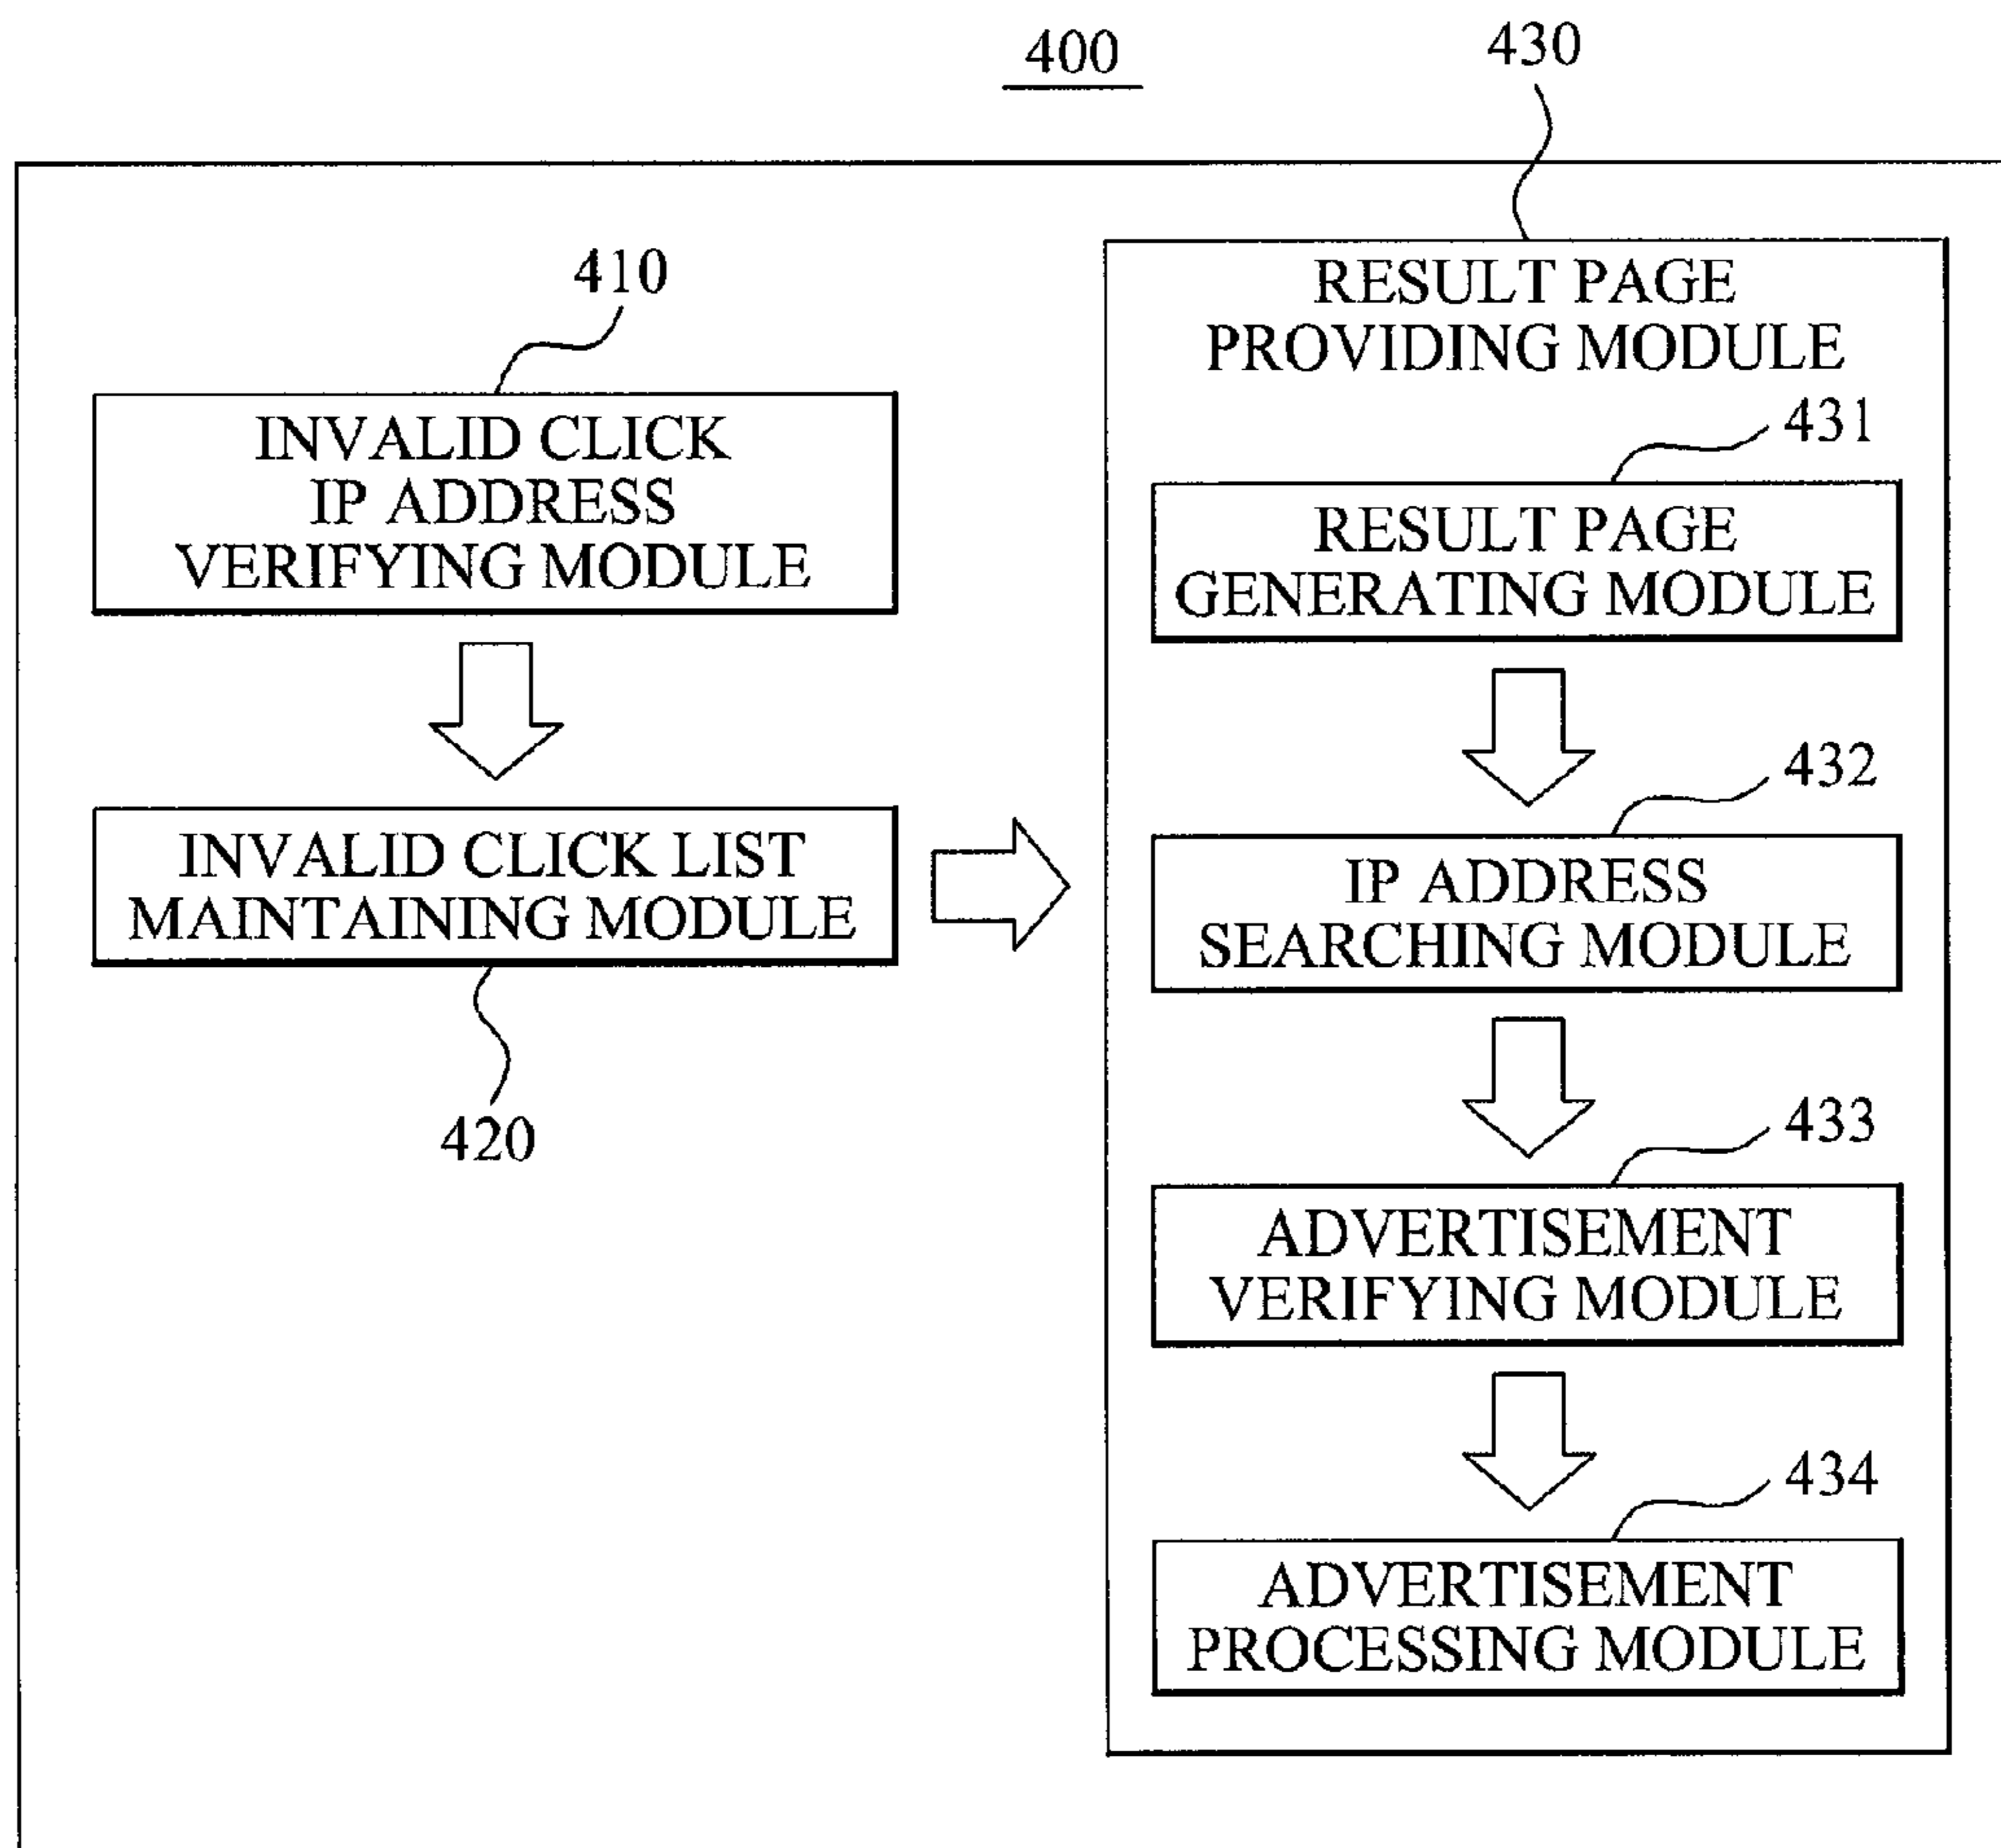 400
430
410
INVALID CLICK
IP ADDRESS
VERIFYING MODULE
INVALID CLICK LIST
MAINTAINING MODULE
420
RESULT PAGE
PROVIDING MODULE
431
RESULT PAGE
GENERATING MODULE
432
IP ADDRESS
SEARCHING MODULE
433
ADVERTISEMENT
VERIFYING MODULE
434
ADVERTISEMENT
PROCESSING MODULE